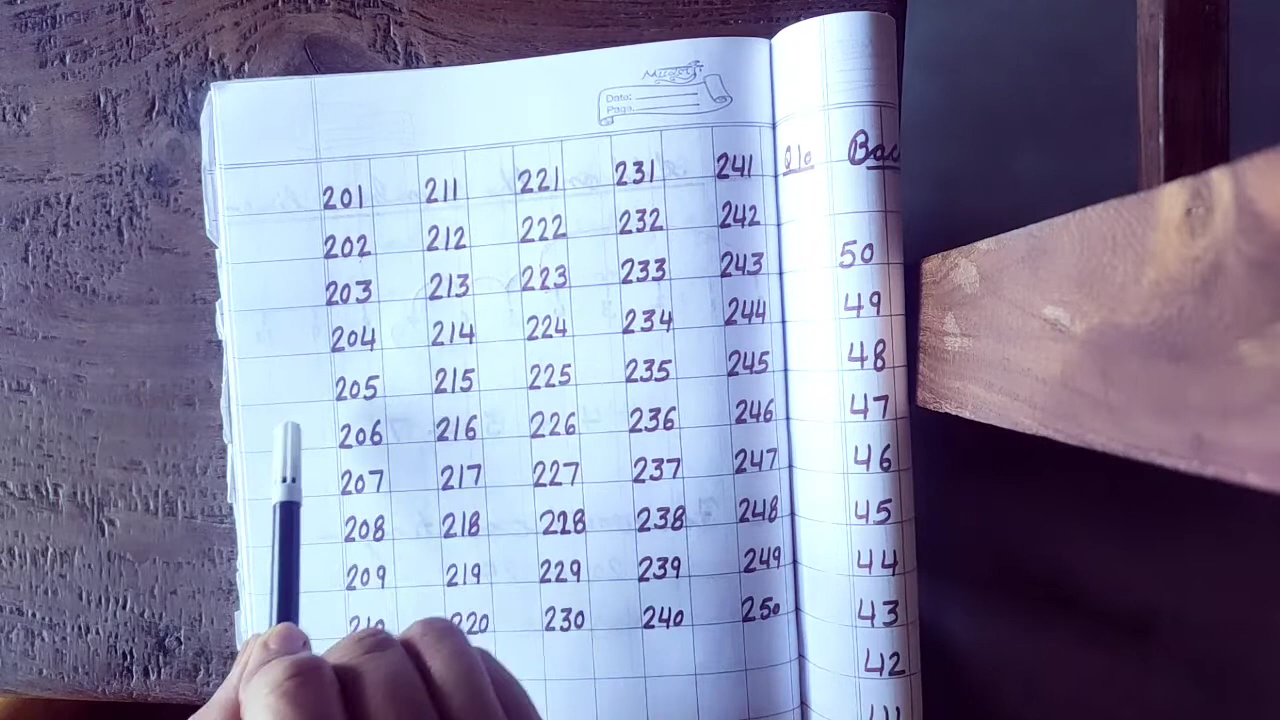 Date:
Page.
201 211 221 231 241
202 212 222 232 242
203 213 223 233 243
204 214 224 234 244
205 215 225 235 245
206 216 226 236 246
207 217 227 237 247
208 218 228 238 248
209 219 229 239 249
210 220 230 240 250
50
49
48
47
46
45
44
43
42